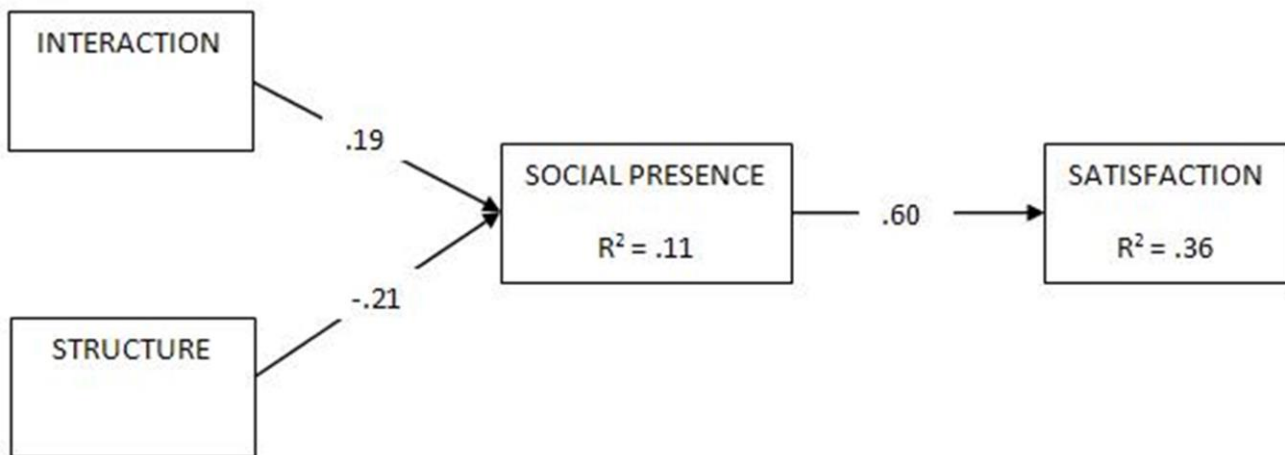 INTERACTION
.19
SOCIAL PRESENCE
R² = .11
.60
SATISFACTION
R² = .36
-.21
STRUCTURE